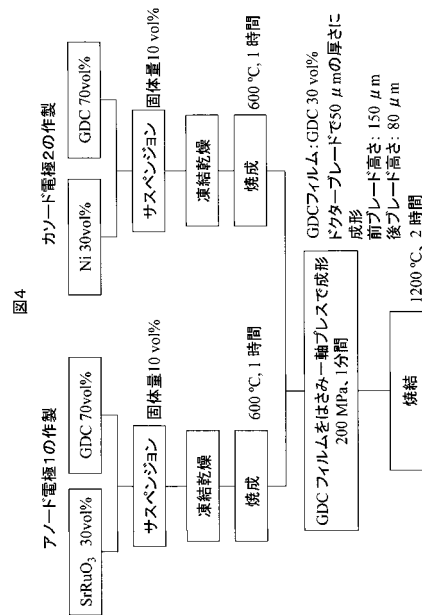 図4
アノード電極1の作製
SrRuO3 30vol%
GDC 70vol%
サスペンジョン
固体量10 vol%
凍結乾燥
焼成
600 ℃, 1 時間
カソード電極2の作製
Ni 30vol%
GDC 70vol%
サスペンジョン
固体量10 vol%
凍結乾燥
焼成
600 ℃, 1 時間
GDC フィルムをはさみ一軸プレスで成形
200 MPa、1分間
GDCフィルム : GDC 30 vol%
ドクターブレードで50 μmの厚さに
成形
前ブレード高さ : 150 μm
後ブレード高さ : 80 μm
焼結
1200 ℃、2 時間